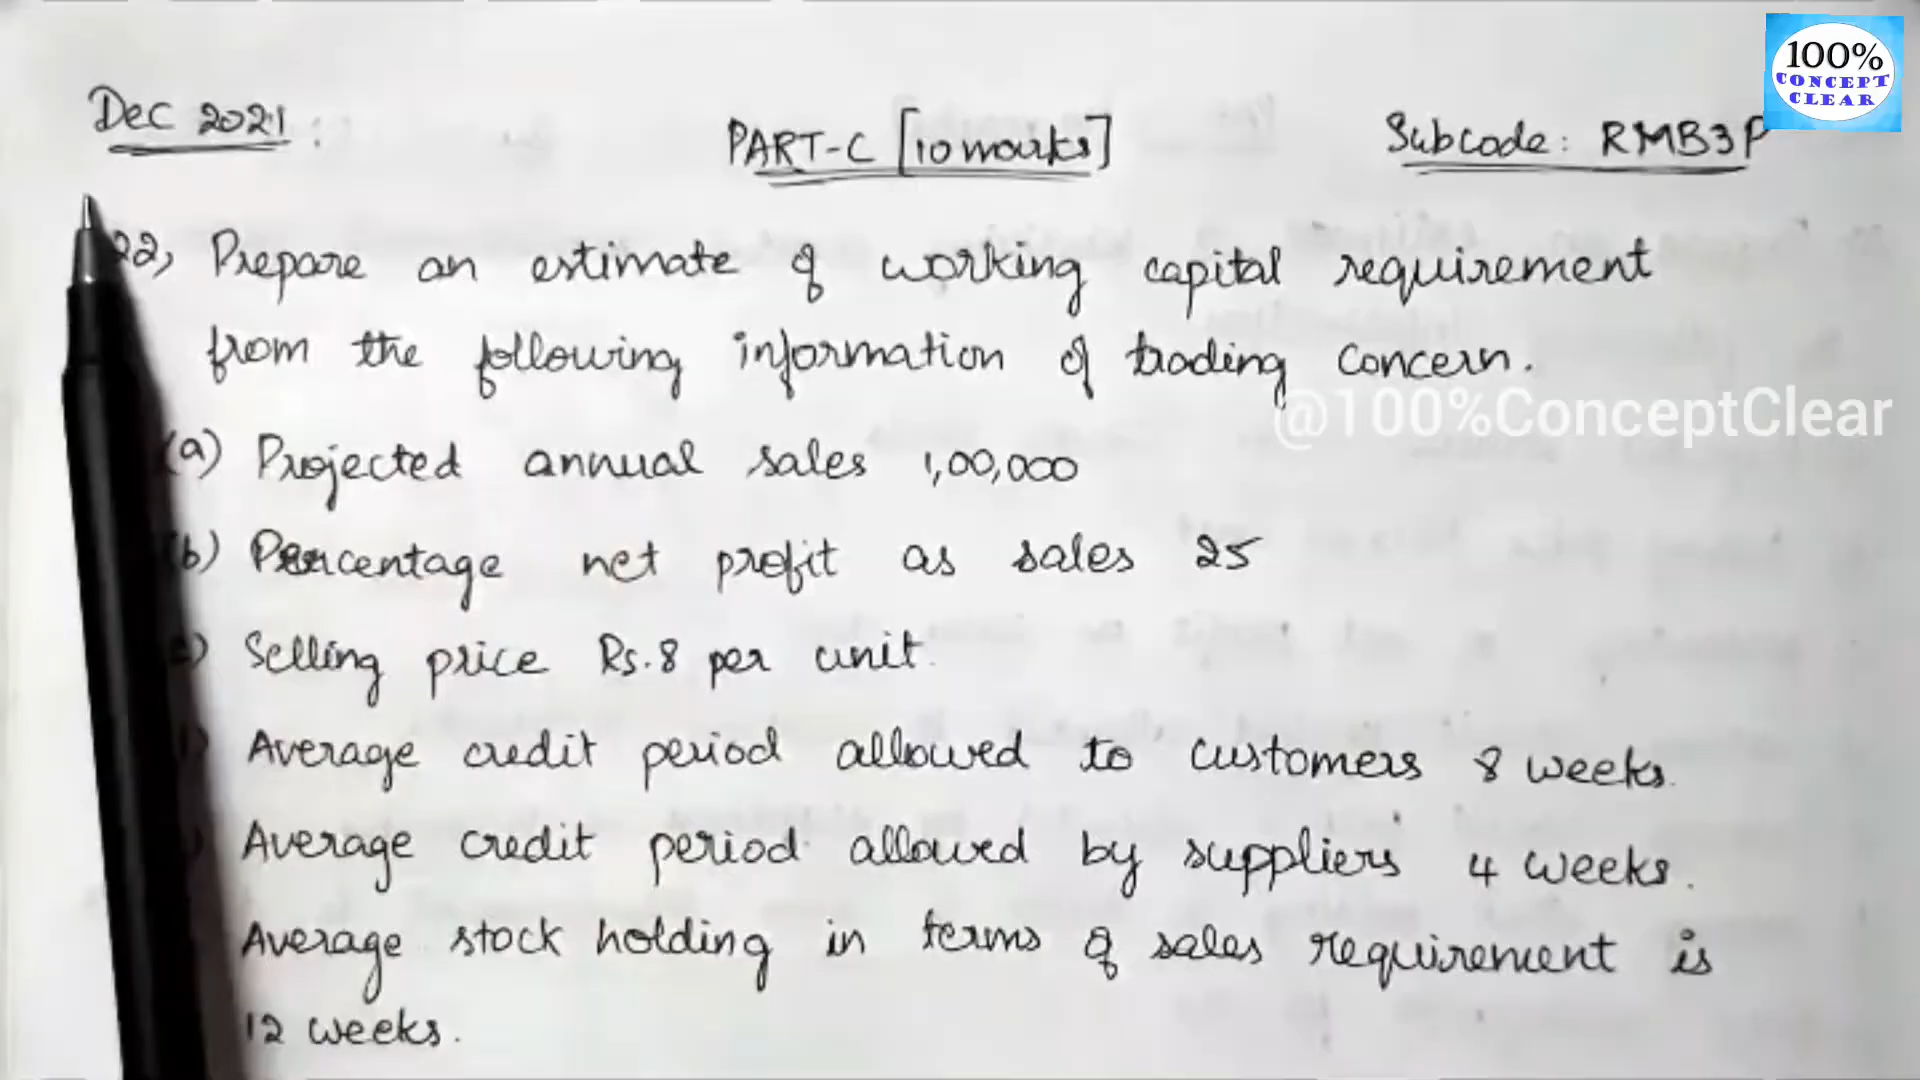 100%
CONCEPT
CLEAR
Dec 2021
PART-C [10 marks]
Subcode: RMB3P
22, Prepare an estimate of working capital requirement
from the following information of trading concern.
@100%ConceptClear
(a) Projected annual sales 1,00,000
(b) Percentage net profit as sales 25
c) Selling price Rs.8 per unit.
) Average credit period allowed to customers 8 weeks.
) Average credit period allowed by suppliers 4 weeks.
Average stock holding in terms of sales requirement is
12 weeks.